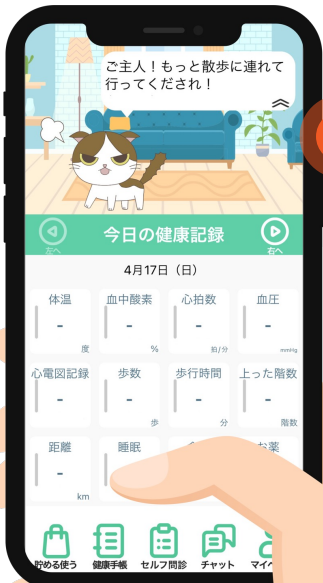 ご主人！もっと散歩に連れて
行ってくだされ！
左へ 今日の健康記録 右へ
4月17日（日）
体温 血中酸素 心拍数 血圧
- - - -
度 % 拍/分 mmHg
心電図記録 歩数 歩行時間 上った階数
- - - -
歩 分 階数
距離 睡眠
-
km
貯める使う 健康手帳 セルフ問診 チャット